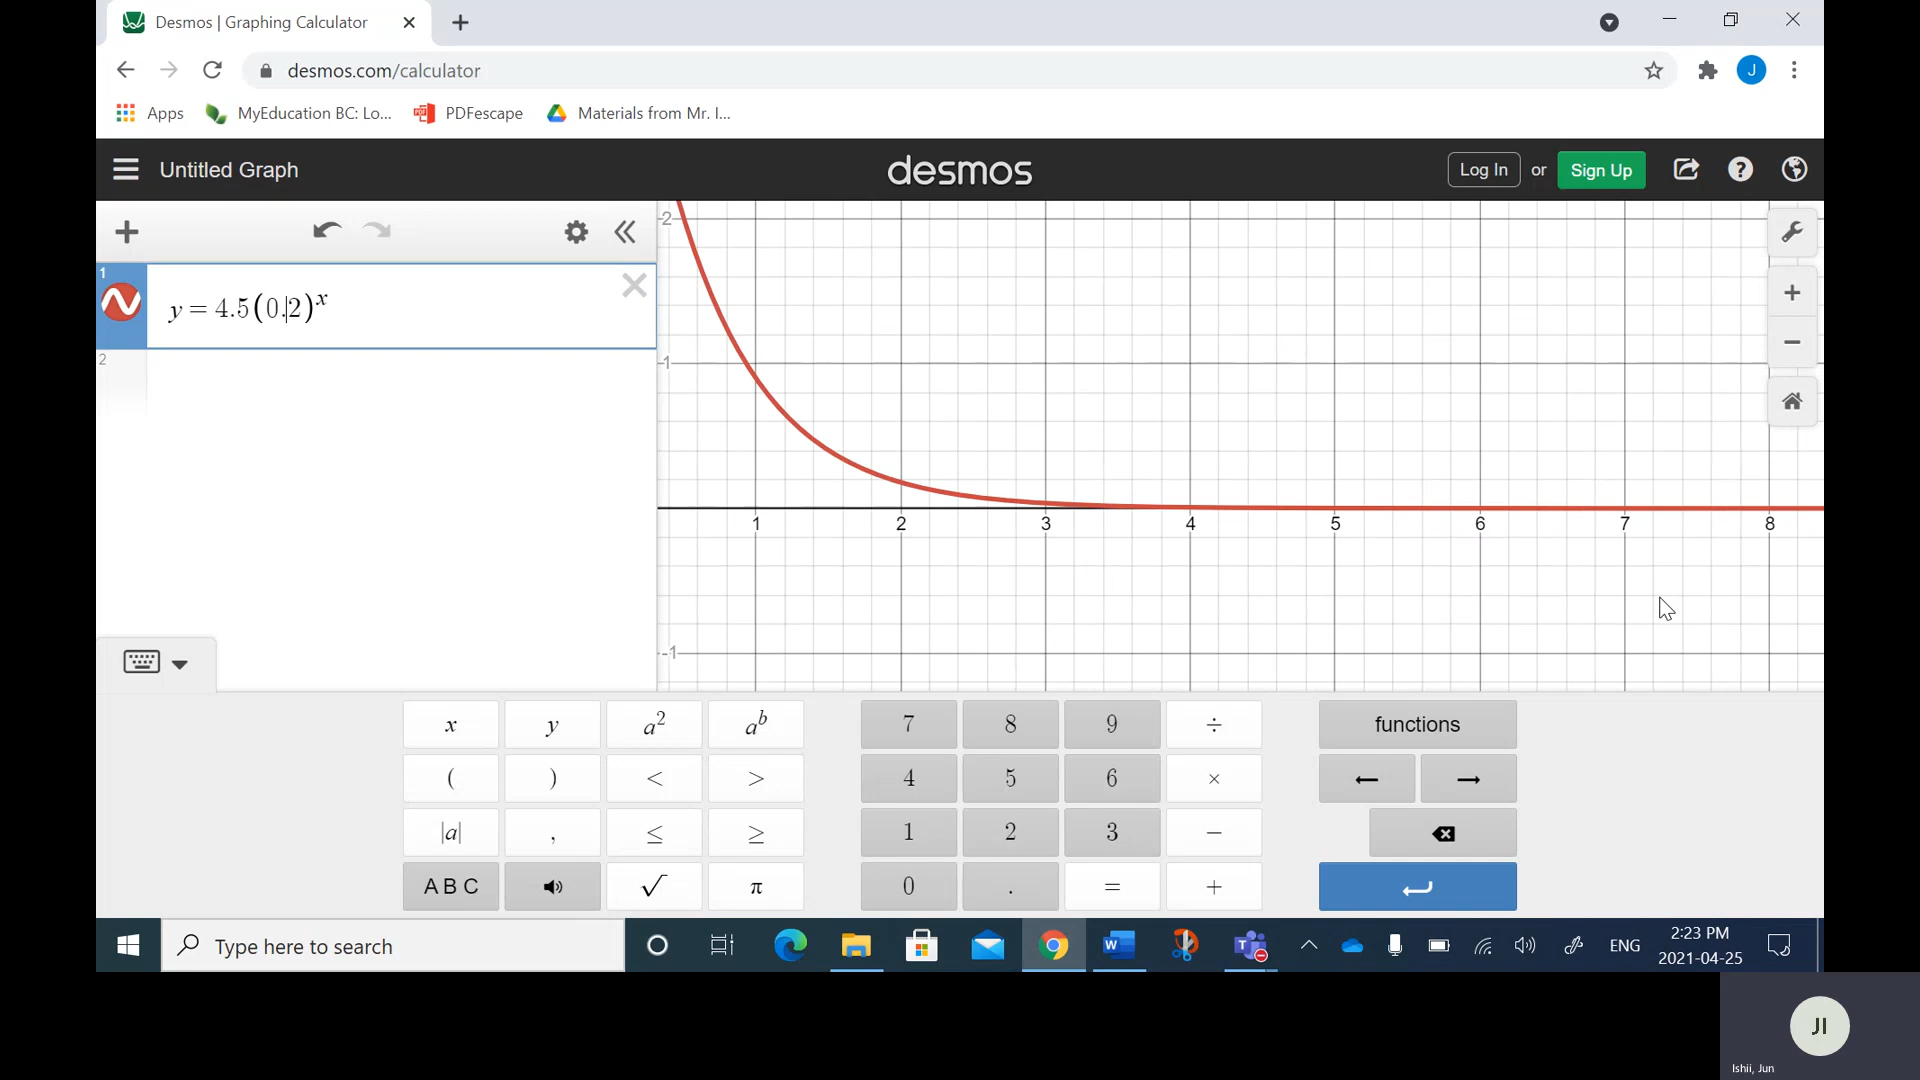 Desmos | Graphing Calculator
desmos.com/calculator
J
Apps
MyEducation BC: Lo...
PDFescape
Materials from Mr. I...
Untitled Graph
desmos
Log In or Sign Up
1
y = 4.5(0.2)^x
2
2
1
1 2 3 4 5 6 7 8
-1
x y a² a^b 7 8 9 ÷ functions
( ) < > 4 5 6 × ← →
|a| , ≤ ≥ 1 2 3 −
A B C √ π 0 . = +
Type here to search
ENG
2:23 PM
2021-04-25
JI
Ishii, Jun